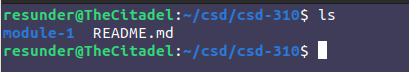 resunder@TheCitadel:~/csd/csd-310$ ls
module-1  README.md
resunder@TheCitadel:~/csd/csd-310$